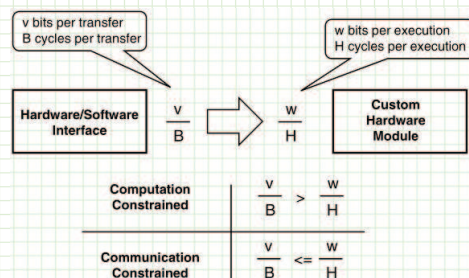 v bits per transfer
B cycles per transfer
w bits per execution
H cycles per execution
Hardware/Software
Interface
v
B
w
H
Custom
Hardware
Module
Computation
Constrained
v
B
>
w
H
Communication
Constrained
v
B
<=
w
H